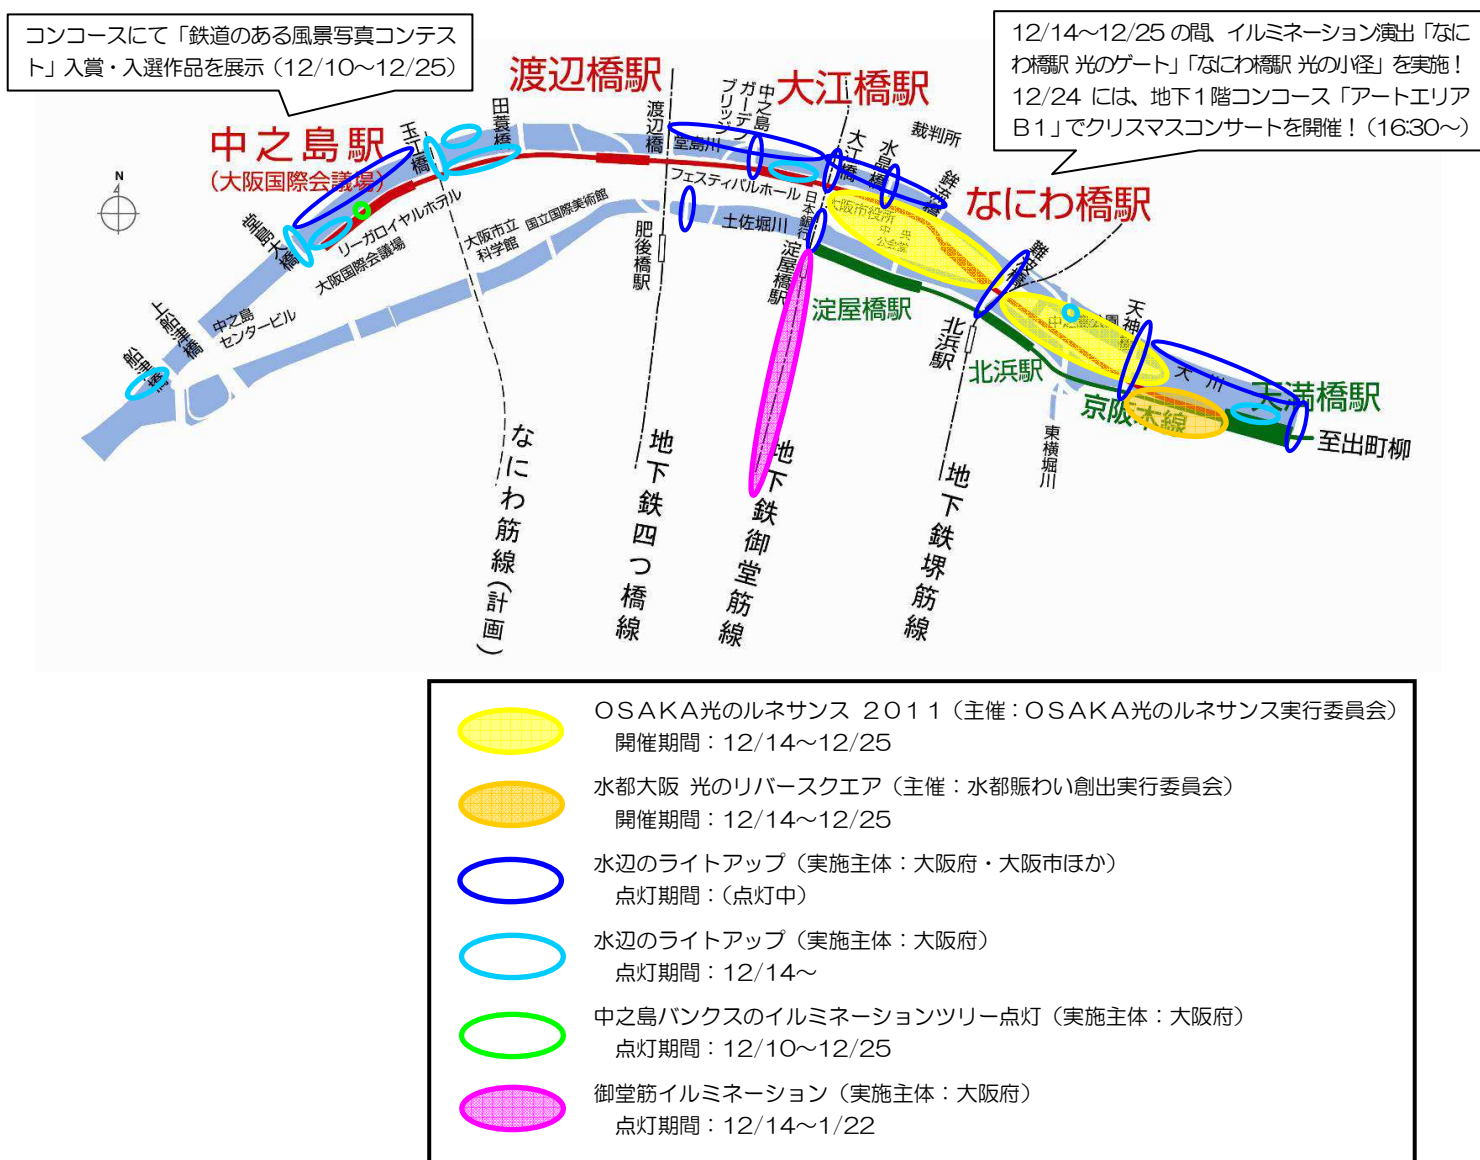 コンコースにて「鉄道のある風景写真コンテス
ト」入賞・入選作品を展示（12/10～12/25）
12/14～12/25 の間、イルミネーション演出「なに
わ橋駅 光のゲート」「なにわ橋駅 光の小径」を実施！
12/24 には、地下１階コンコース「アートエリア
Ｂ１」でクリスマスコンサートを開催！（16:30～）
渡辺橋駅
大江橋駅
中之島駅
（大阪国際会議場）
なにわ橋駅
N
玉江橋
田蓑橋
渡辺橋
堂島川
中之島
ガーデン
ブリッジ
大江橋
水晶橋
裁判所
鉾流橋
フェスティバルホール
日本銀行
大阪市役所
中央
公会堂
難波橋
リーガロイヤルホテル
大阪国際会議場
大阪市立
科学館
国立国際美術館
土佐堀川
肥後橋駅
淀屋橋駅
淀屋橋駅
堂島大橋
上船津橋
船津橋
中之島
センタービル
北浜駅
北浜駅
中之島公園
天神橋
大川
天満橋駅
京阪本線
至出町柳
東横堀川
なにわ筋線(計画)
地下鉄四つ橋線
地下鉄御堂筋線
地下鉄堺筋線
ＯＳＡＫＡ光のルネサンス ２０１１（主催：ＯＳＡＫＡ光のルネサンス実行委員会）
開催期間：12/14～12/25
水都大阪 光のリバースクエア（主催：水都賑わい創出実行委員会）
開催期間：12/14～12/25
水辺のライトアップ（実施主体：大阪府・大阪市ほか）
点灯期間：（点灯中）
水辺のライトアップ（実施主体：大阪府）
点灯期間：12/14～
中之島バンクスのイルミネーションツリー点灯（実施主体：大阪府）
点灯期間：12/10～12/25
御堂筋イルミネーション（実施主体：大阪府）
点灯期間：12/14～1/22